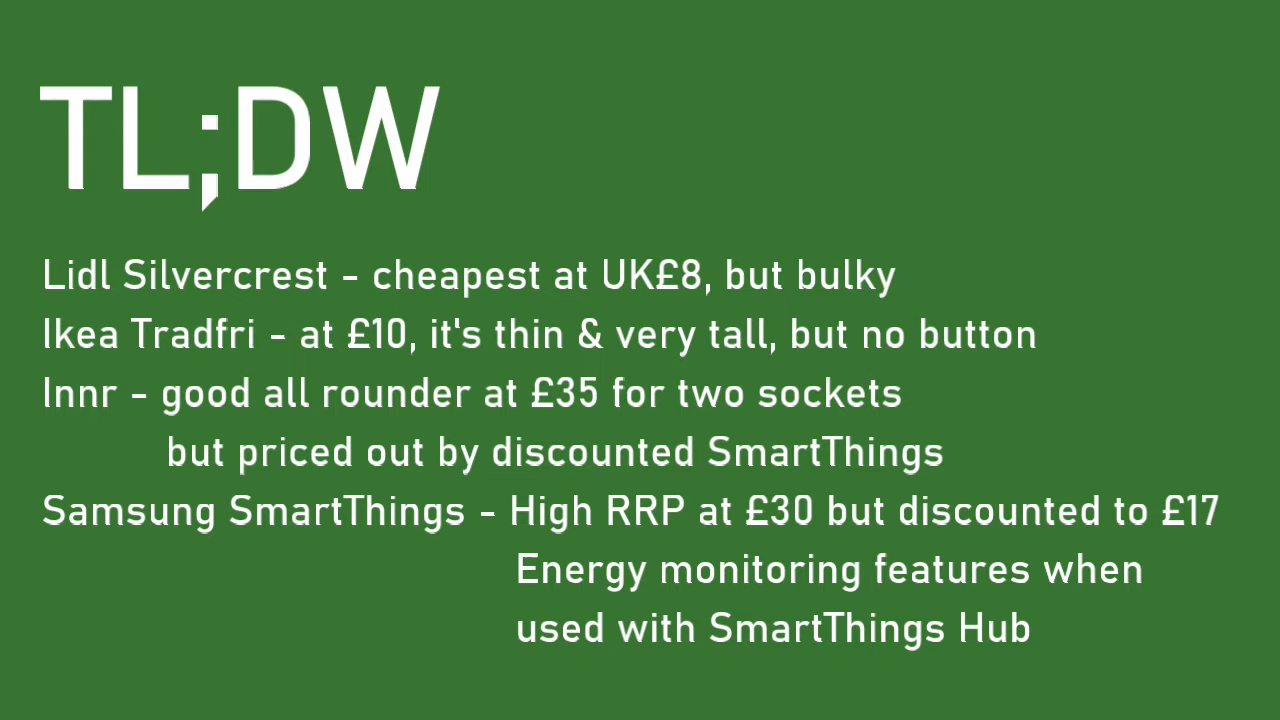 TL;DW
Lidl Silvercrest - cheapest at UK£8, but bulky
Ikea Tradfri - at £10, it's thin & very tall, but no button
Innr - good all rounder at £35 for two sockets
but priced out by discounted SmartThings
Samsung SmartThings - High RRP at £30 but discounted to £17
Energy monitoring features when
used with SmartThings Hub